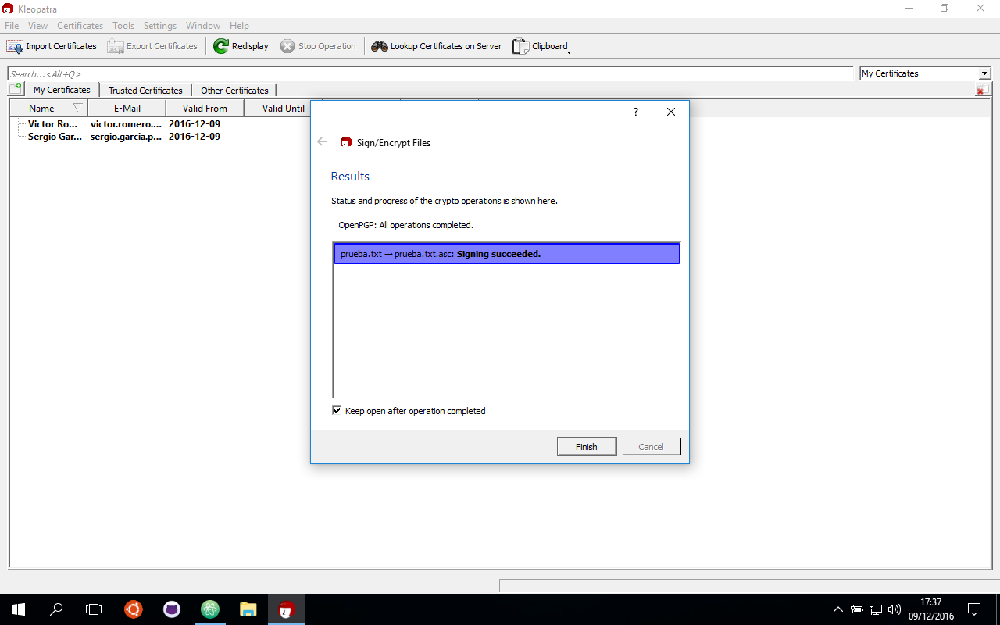 Kleopatra
File View Certificates Tools Settings Window Help
Import Certificates Export Certificates Redisplay Stop Operation Lookup Certificates on Server Clipboard
Search...<Alt+Q> My Certificates
My Certificates Trusted Certificates Other Certificates
Name E-Mail Valid From Valid Until
Victor Ro... victor.romero.... 2016-12-09
Sergio Gar... sergio.garcia.p... 2016-12-09
?
Sign/Encrypt Files
Results
Status and progress of the crypto operations is shown here.
OpenPGP: All operations completed.
prueba.txt → prueba.txt.asc: Signing succeeded.
Keep open after operation completed
Finish Cancel
17:37
09/12/2016